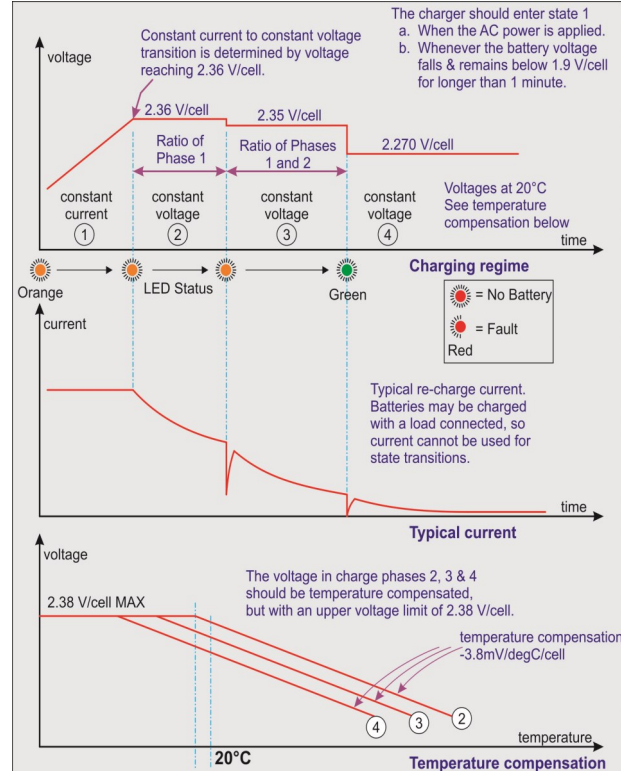 The charger should enter state 1
a. When the AC power is applied.
b. Whenever the battery voltage
falls & remains below 1.9 V/cell
for longer than 1 minute.
Constant current to constant voltage
transition is determined by voltage
reaching 2.36 V/cell.
voltage
2.36 V/cell
2.35 V/cell
2.270 V/cell
Ratio of
Phase 1
Ratio of Phases
1 and 2
constant
current
1
constant
voltage
2
constant
voltage
3
constant
voltage
4
Voltages at 20°C
See temperature
compensation below
time
Charging regime
Orange
LED Status
Green
= No Battery
= Fault
Red
current
Typical re-charge current.
Batteries may be charged
with a load connected, so
current cannot be used for
state transitions.
time
Typical current
voltage
2.38 V/cell MAX
The voltage in charge phases 2, 3 & 4
should be temperature compensated,
but with an upper voltage limit of 2.38 V/cell.
temperature compensation
-3.8mV/degC/cell
4
3
2
temperature
20°C
Temperature compensation